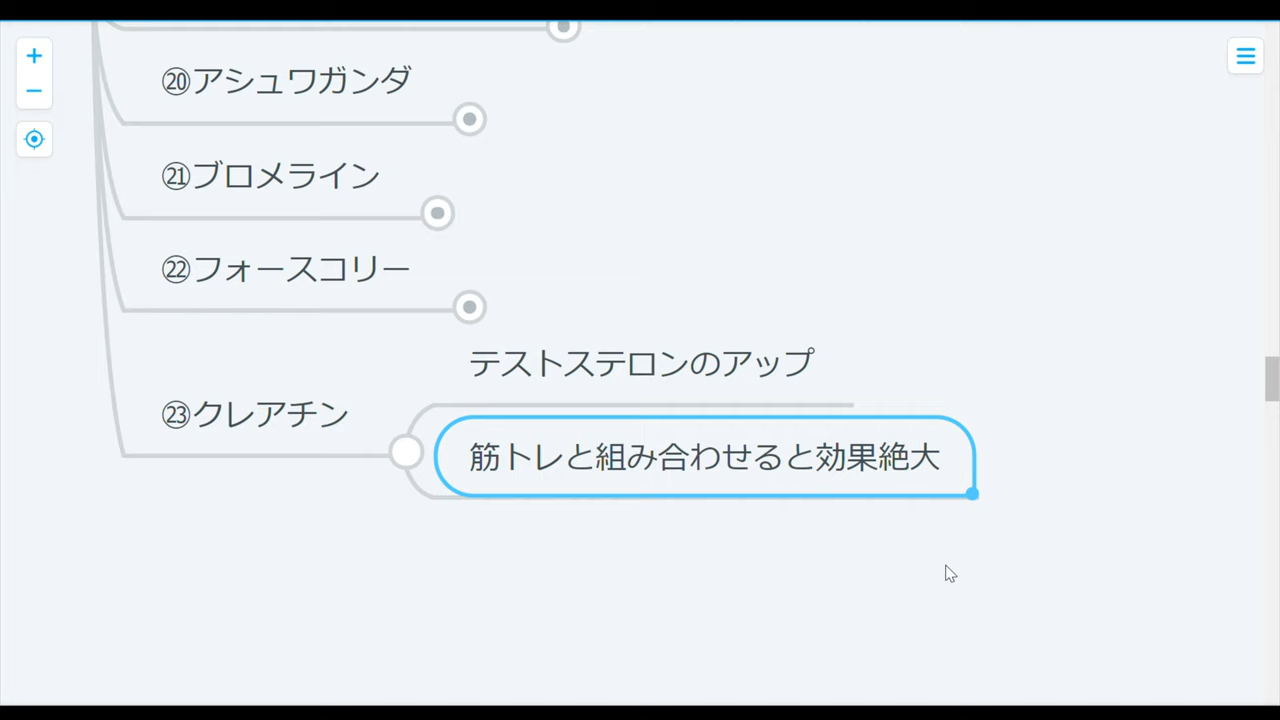 ⑳アシュワガンダ
㉑ブロメライン
㉒フォースコリー
テストステロンのアップ
㉓クレアチン
筋トレと組み合わせると効果絶大